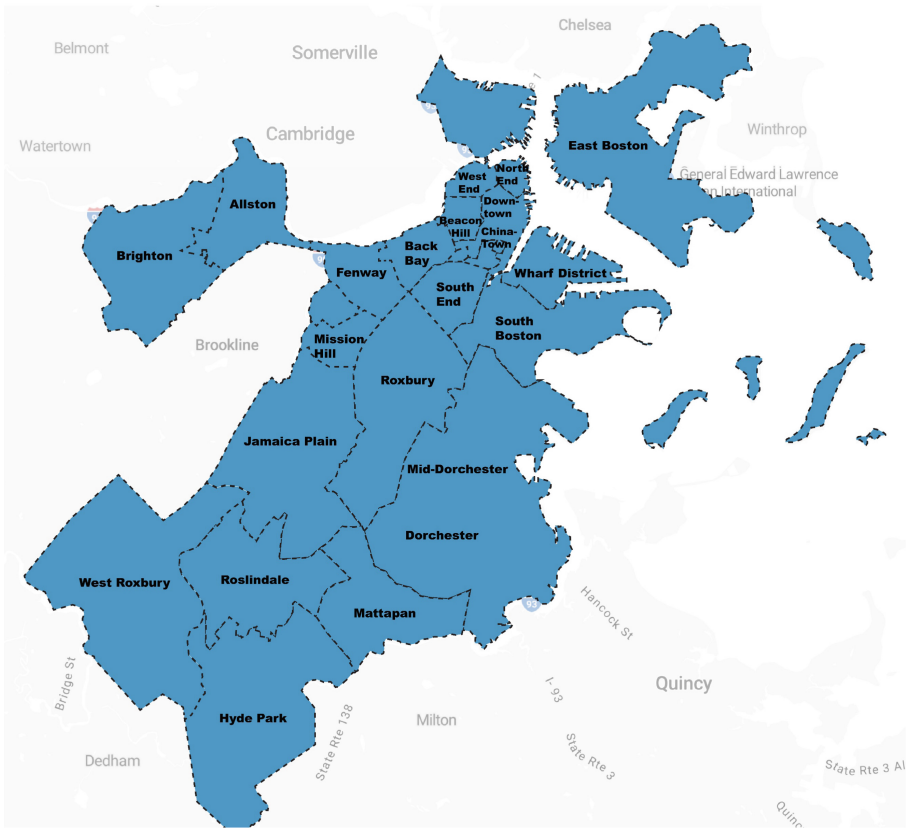 Chelsea
Belmont
Somerville
Cambridge
Winthrop
Watertown
East Boston
General Edward Lawrence
International
West
End
North
End
Allston
Down-
town
Beacon
Hill
China-
Town
Back
Bay
Brighton
Fenway
Wharf District
South
End
South
Boston
Brookline
Mission
Hill
Roxbury
Jamaica Plain
Mid-Dorchester
Dorchester
West Roxbury
Roslindale
Mattapan
93
Hancock St
Bridge St
Quincy
I- 93
Hyde Park
Milton
State Rte 138
State Rte 3
Dedham
State Rte 3 Al
Quinc